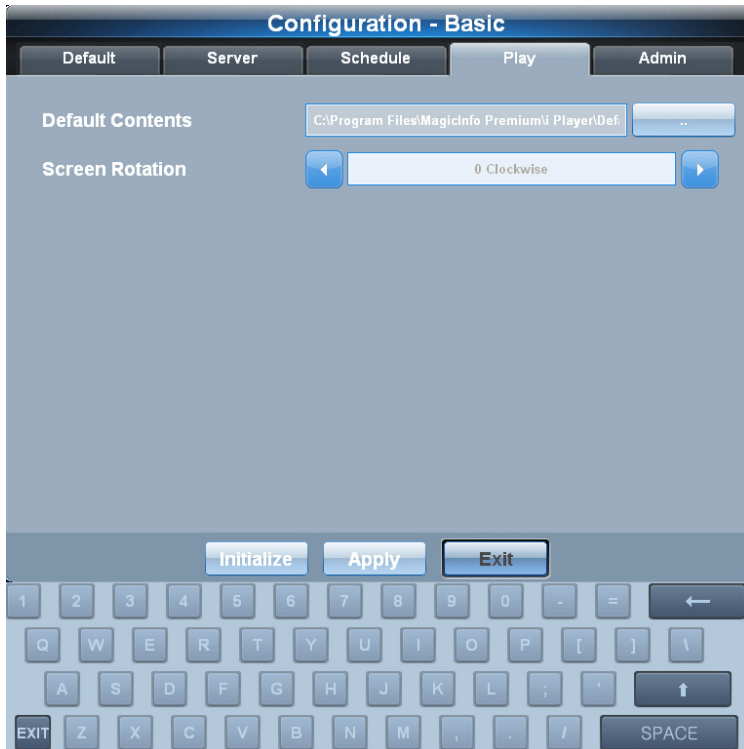 Configuration - Basic
Default Server Schedule Play Admin
Default Contents C:\Program Files\MagicInfo Premium\i Player\Def ..
Screen Rotation 0 Clockwise
Initialize Apply Exit
1 2 3 4 5 6 7 8 9 0 - = ←
Q W E R T Y U I O P [ ] \
A S D F G H J K L ; ' ↑
EXIT Z X C V B N M , . / SPACE